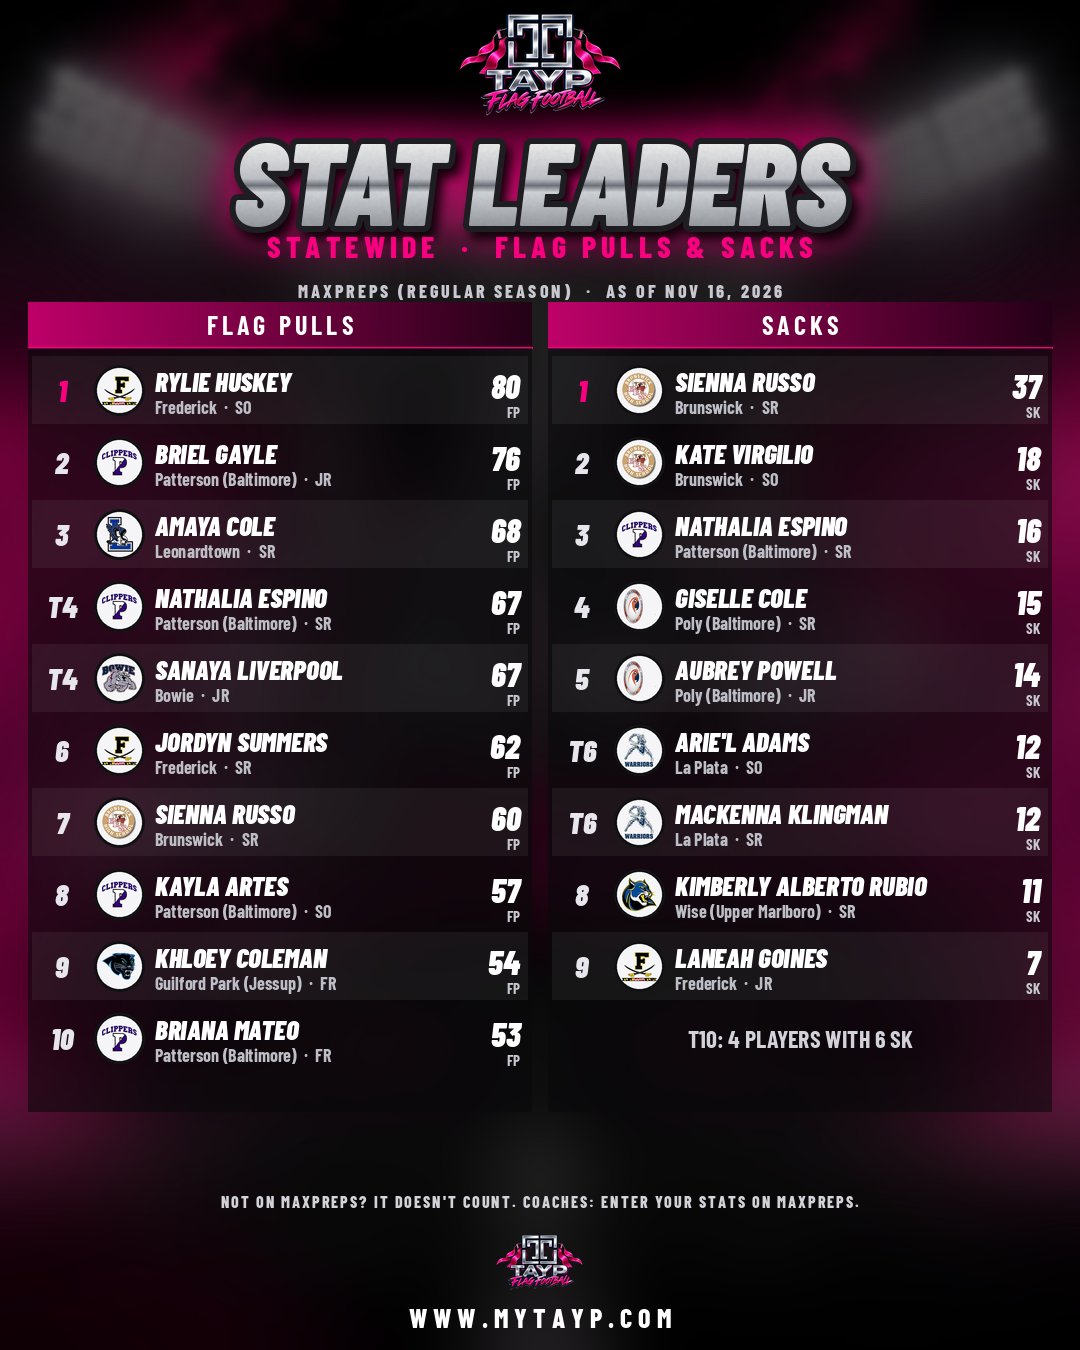 TAYP
FLAG FOOTBALL
STAT LEADERS
STATEWIDE · FLAG PULLS & SACKS
MAXPREPS (REGULAR SEASON) · AS OF NOV 16, 2026
FLAG PULLS
1 F RYLIE HUSKEY 80
Frederick · SO FP
2 CLIPPERS P BRIEL GAYLE 76
Patterson (Baltimore) · JR FP
3 L AMAYA COLE 68
Leonardtown · SR FP
T4 CLIPPERS P NATHALIA ESPINO 67
Patterson (Baltimore) · SR FP
T4 BOWIE SANAYA LIVERPOOL 67
Bowie · JR FP
6 F JORDYN SUMMERS 62
Frederick · SR FP
7 SIENNA RUSSO 60
Brunswick · SR FP
8 CLIPPERS P KAYLA ARTES 57
Patterson (Baltimore) · SO FP
9 KHLOEY COLEMAN 54
Guilford Park (Jessup) · FR FP
10 CLIPPERS P BRIANA MATEO 53
Patterson (Baltimore) · FR FP
SACKS
1 SIENNA RUSSO 37
Brunswick · SR SK
2 KATE VIRGILIO 18
Brunswick · SO SK
3 CLIPPERS P NATHALIA ESPINO 16
Patterson (Baltimore) · SR SK
4 GISELLE COLE 15
Poly (Baltimore) · SR SK
5 AUBREY POWELL 14
Poly (Baltimore) · JR SK
T6 WARRIORS ARIE'L ADAMS 12
La Plata · SO SK
T6 WARRIORS MACKENNA KLINGMAN 12
La Plata · SR SK
8 KIMBERLY ALBERTO RUBIO 11
Wise (Upper Marlboro) · SR SK
9 F LANEAH GOINES 7
Frederick · JR SK
T10: 4 PLAYERS WITH 6 SK
NOT ON MAXPREPS? IT DOESN'T COUNT. COACHES: ENTER YOUR STATS ON MAXPREPS.
TAYP
FLAG FOOTBALL
WWW.MYTAYP.COM